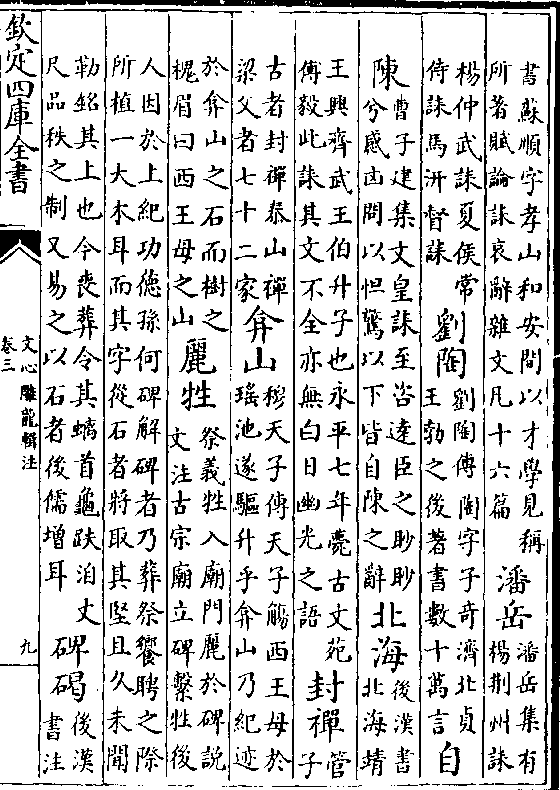 書蘇順字孝山和安間以才學見稱
所著賦論誄哀辭雜文凡十六篇
潘岳
潘岳集有
楊荆州誄
楊仲武誄夏侯常
侍誄馬汧督誄
劉陶
劉陶傳陶字子奇濟北貞
王勃之後著書數十萬言
自
陳
曹子建集文皇誄至咨達臣之眇眇
兮感凾問以怛驚以下皆自陳之辭
北海
後漢書
北海靖
王興齊武王伯升子也永平七年薨古文苑
傅毅此誄其文不全亦無白日幽光之語
封禪
管
子
古者封禪泰山禪
梁父者七十二家
弇山
穆天子傳天子觴西王母於
瑤池遂驅升乎弇山乃紀迹
於弇山之石而樹之
槐眉曰西王母之山
麗牲
祭義牲入廟門麗於碑說
文注古宗廟立碑繫牲後
人因於上紀功德孫何碑解碑者乃葬祭饗聘之際
所植一大木耳而其字從石者將取其堅且久未聞
勒銘其上也今喪葬令其螭首龜趺洎丈
尺品秩之制又易之以石者後儒增耳
碑碣
後漢
書注
欽定四庫全書
文心雕龍輯注
卷三
九